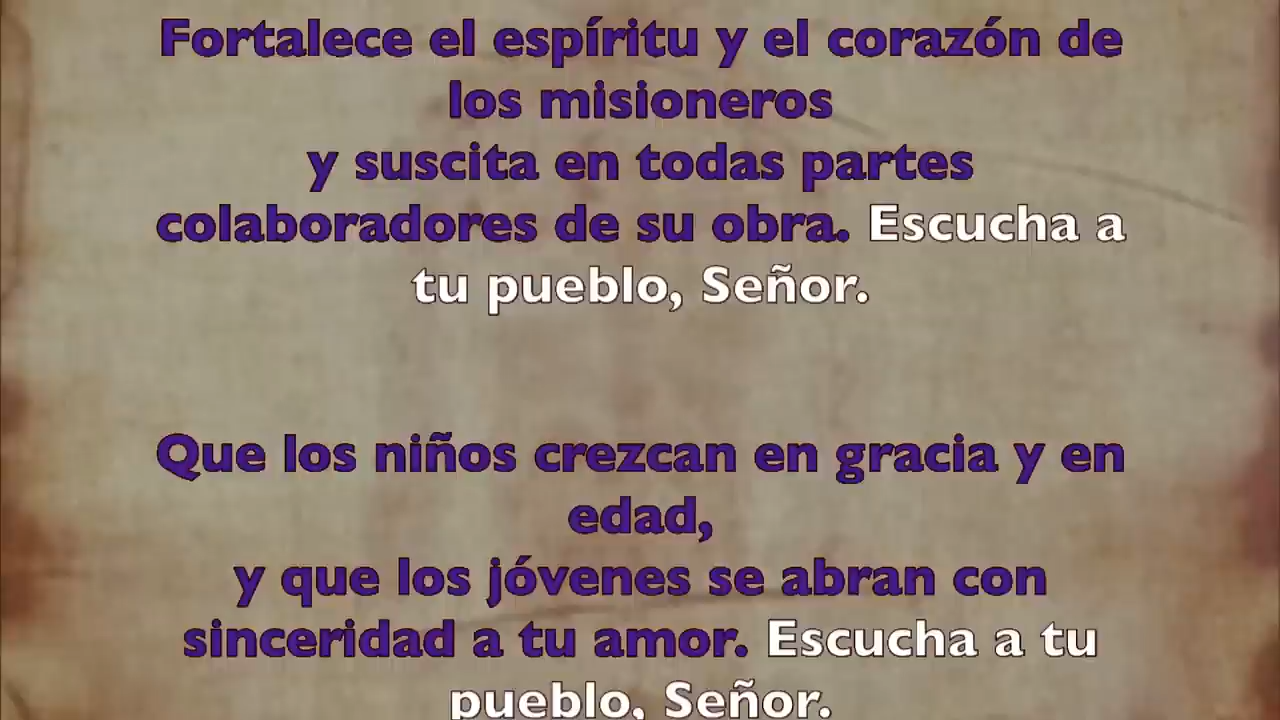 Fortalece el espíritu y el corazón de
los misioneros
y suscita en todas partes
colaboradores de su obra. Escucha a
tu pueblo, Señor.
Que los niños crezcan en gracia y en
edad,
y que los jóvenes se abran con
sinceridad a tu amor. Escucha a tu
pueblo, Señor.